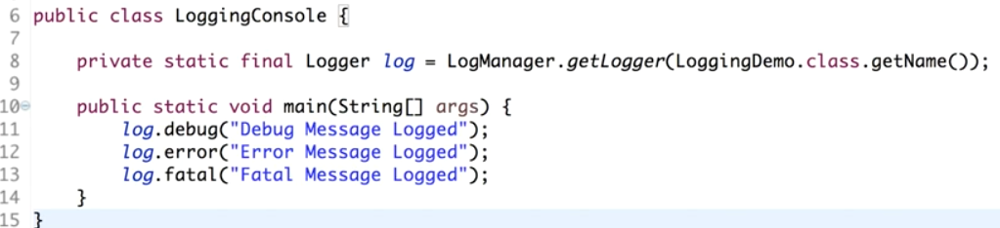 6 public class LoggingConsole {
7
8 private static final Logger log = LogManager.getLogger(LoggingDemo.class.getName());
9
10 public static void main(String[] args) {
11 log.debug("Debug Message Logged");
12 log.error("Error Message Logged");
13 log.fatal("Fatal Message Logged");
14 }
15 }